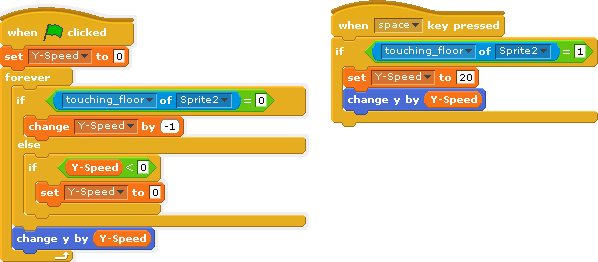 when clicked
set Y-Speed to 0
forever
if touching_floor of Sprite2 = 0
change Y-Speed by -1
else
if Y-Speed < 0
set Y-Speed to 0
change y by Y-Speed
when space key pressed
if touching_floor of Sprite2 = 1
set Y-Speed to 20
change y by Y-Speed